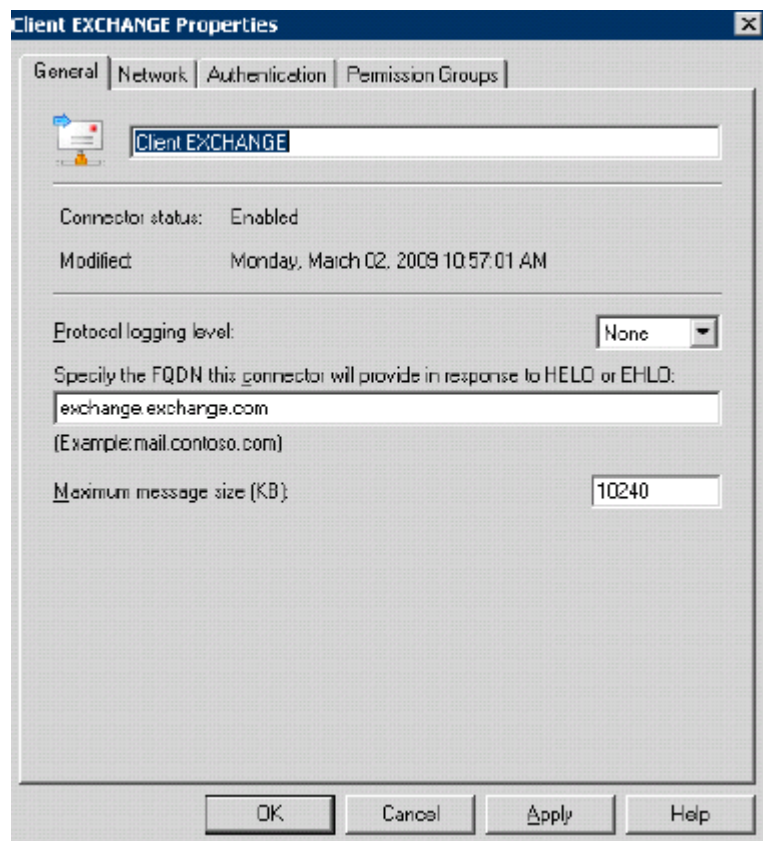 Client EXCHANGE Properties
General Network Authentication Permission Groups
Client EXCHANGE
Connector status: Enabled
Modified: Monday, March 02, 2009 10:57:01 AM
Protocol logging level: None
Specify the FQDN this connector will provide in response to HELO or EHLO:
exchange.exchange.com
(Example:mail.contoso.com)
Maximum message size (KB): 10240
OK Cancel Apply Help